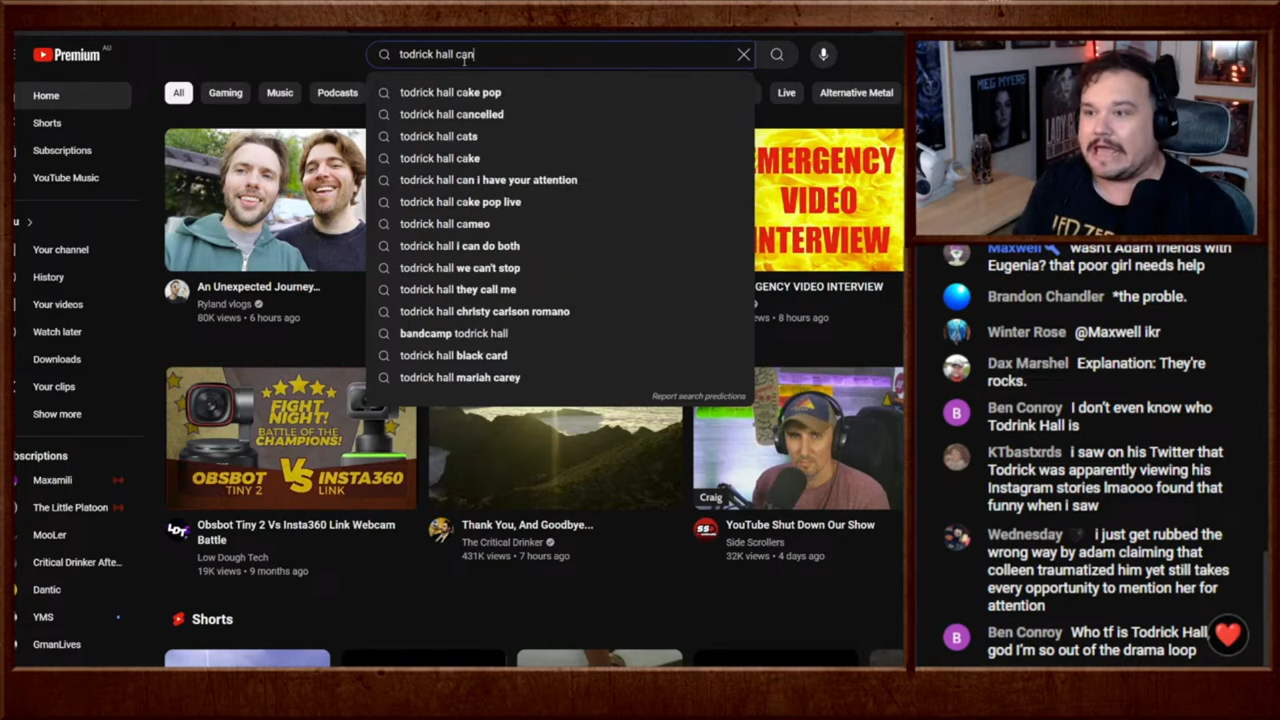 Premium AU
todrick hall can
Home
Shorts
Subscriptions
YouTube Music
Your channel
History
Your videos
Watch later
Downloads
Your clips
Show more
bscriptions
Maxamili
The Little Platoon
MooLer
Critical Drinker Afte...
Dantic
YMS
GmanLives
All
Gaming
Music
Podcasts
Live
Alternative Metal
todrick hall cake pop
todrick hall cancelled
todrick hall cats
todrick hall cake
todrick hall can i have your attention
todrick hall cake pop live
todrick hall cameo
todrick hall i can do both
todrick hall we can't stop
todrick hall they call me
todrick hall christy carlson romano
bandcamp todrick hall
todrick hall black card
todrick hall mariah carey
Report search predictions
An Unexpected Journey...
Ryland vlogs
80K views • 6 hours ago
MERGENCY
VIDEO
INTERVIEW
GENCY VIDEO INTERVIEW
ws • 8 hours ago
FIGHT
NIGHT!
BATTLE OF THE
CHAMPIONS!
OBSBOT
TINY 2
VS
INSTA360
LINK
Obsbot Tiny 2 Vs Insta360 Link Webcam
Battle
Low Dough Tech
19K views • 9 months ago
Thank You, And Goodbye...
The Critical Drinker
431K views • 7 hours ago
Craig
YouTube Shut Down Our Show
Side Scrollers
32K views • 4 days ago
Shorts
MEG MYERS
Maxwell wasn't Adam friends with
Eugenia? that poor girl needs help
Brandon Chandler *the proble.
Winter Rose @Maxwell ikr
Dax Marshel Explanation: They're
rocks.
Ben Conroy I don't even know who
Todrink Hall is
KTbastxrds i saw on his Twitter that
Todrick was apparently viewing his
Instagram stories lmaooo found that
funny when i saw
Wednesday i just get rubbed the
wrong way by adam claiming that
colleen traumatized him yet still takes
every opportunity to mention her for
attention
Ben Conroy Who tf is Todrick Hall,
god I'm so out of the drama loop